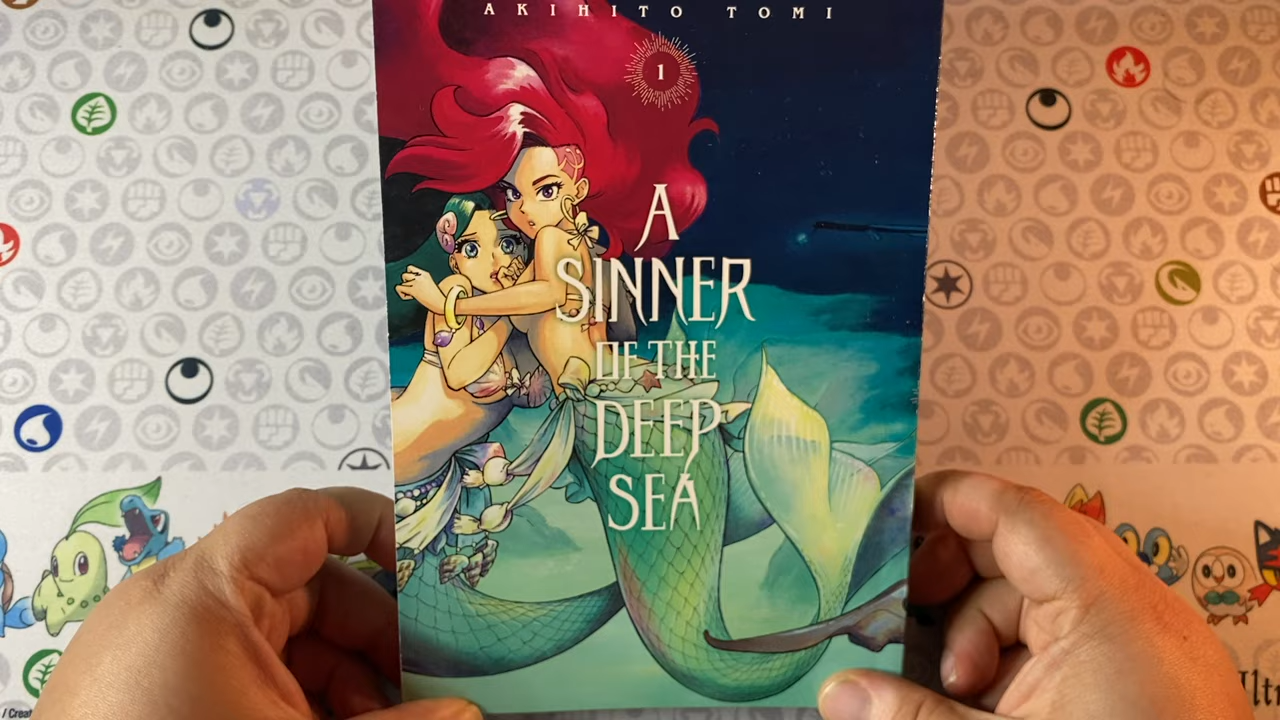 AKIHITO TOMI
1
A
SINNER
OF THE
DEEP
SEA